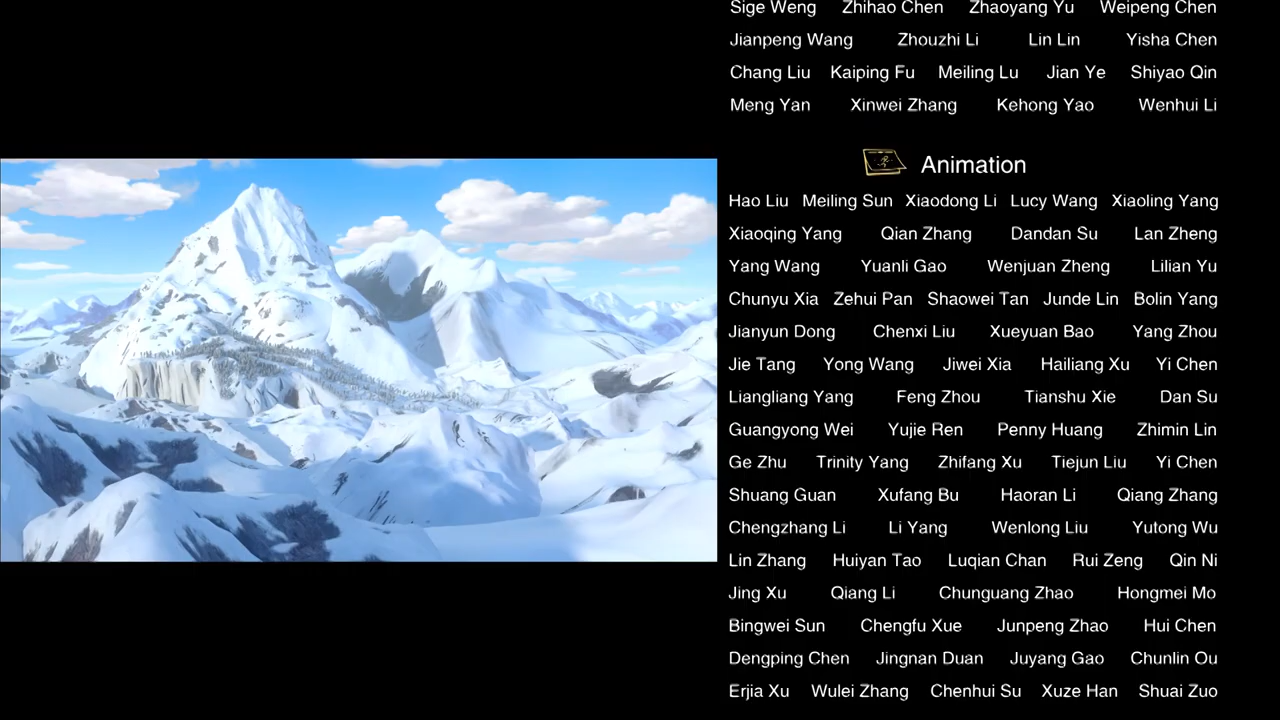 Sige Weng Zhihao Chen Zhaoyang Yu Weipeng Chen
Jianpeng Wang Zhouzhi Li Lin Lin Yisha Chen
Chang Liu Kaiping Fu Meiling Lu Jian Ye Shiyao Qin
Meng Yan Xinwei Zhang Kehong Yao Wenhui Li
Animation
Hao Liu Meiling Sun Xiaodong Li Lucy Wang Xiaoling Yang
Xiaoqing Yang Qian Zhang Dandan Su Lan Zheng
Yang Wang Yuanli Gao Wenjuan Zheng Lilian Yu
Chunyu Xia Zehui Pan Shaowei Tan Junde Lin Bolin Yang
Jianyun Dong Chenxi Liu Xueyuan Bao Yang Zhou
Jie Tang Yong Wang Jiwei Xia Hailiang Xu Yi Chen
Liangliang Yang Feng Zhou Tianshu Xie Dan Su
Guangyong Wei Yujie Ren Penny Huang Zhimin Lin
Ge Zhu Trinity Yang Zhifang Xu Tiejun Liu Yi Chen
Shuang Guan Xufang Bu Haoran Li Qiang Zhang
Chengzhang Li Li Yang Wenlong Liu Yutong Wu
Lin Zhang Huiyan Tao Luqian Chan Rui Zeng Qin Ni
Jing Xu Qiang Li Chunguang Zhao Hongmei Mo
Bingwei Sun Chengfu Xue Junpeng Zhao Hui Chen
Dengping Chen Jingnan Duan Juyang Gao Chunlin Ou
Erjia Xu Wulei Zhang Chenhui Su Xuze Han Shuai Zuo